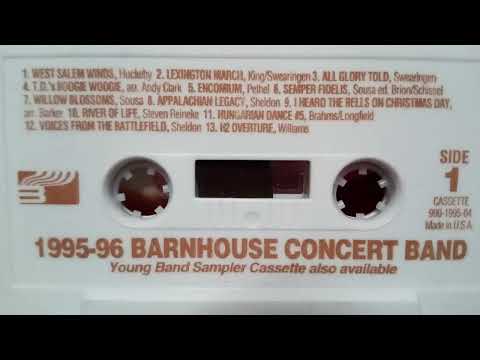 1. WEST SALEM WINDS, Huckeby 2. LEXINGTON MARCH, King/Swearingen 3. ALL GLORY TOLD, Swearingen
4. T.D.'s BOOGIE WOOGIE, arr. Andy Clark 5. ENCOMIUM, Pethel 6. SEMPER FIDELIS, Sousa ed. Brion/Schissel
7. WILLOW BLOSSOMS, Sousa 8. APPALACHIAN LEGACY, Sheldon 9. I HEARD THE BELLS ON CHRISTMAS DAY,
arr. Barker 10. RIVER OF LIFE, Steven Reineke 11. HUNGARIAN DANCE #5, Brahms/Longfield
12. VOICES FROM THE BATTLEFIELD, Sheldon 13. H2 OVERTURE, Williams
B
SIDE
1
CASSETTE
990-1995-04
Made in U.S.A
1995-96 BARNHOUSE CONCERT BAND
Young Band Sampler Cassette also available